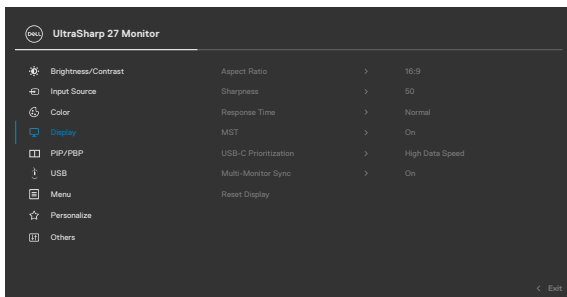 DELL UltraSharp 27 Monitor
Brightness/Contrast Aspect Ratio > 16:9
Input Source Sharpness > 50
Color Response Time > Normal
Display MST > On
PIP/PBP USB-C Prioritization > High Data Speed
USB Multi-Monitor Sync > On
Menu Reset Display
Personalize
Others
< Exit